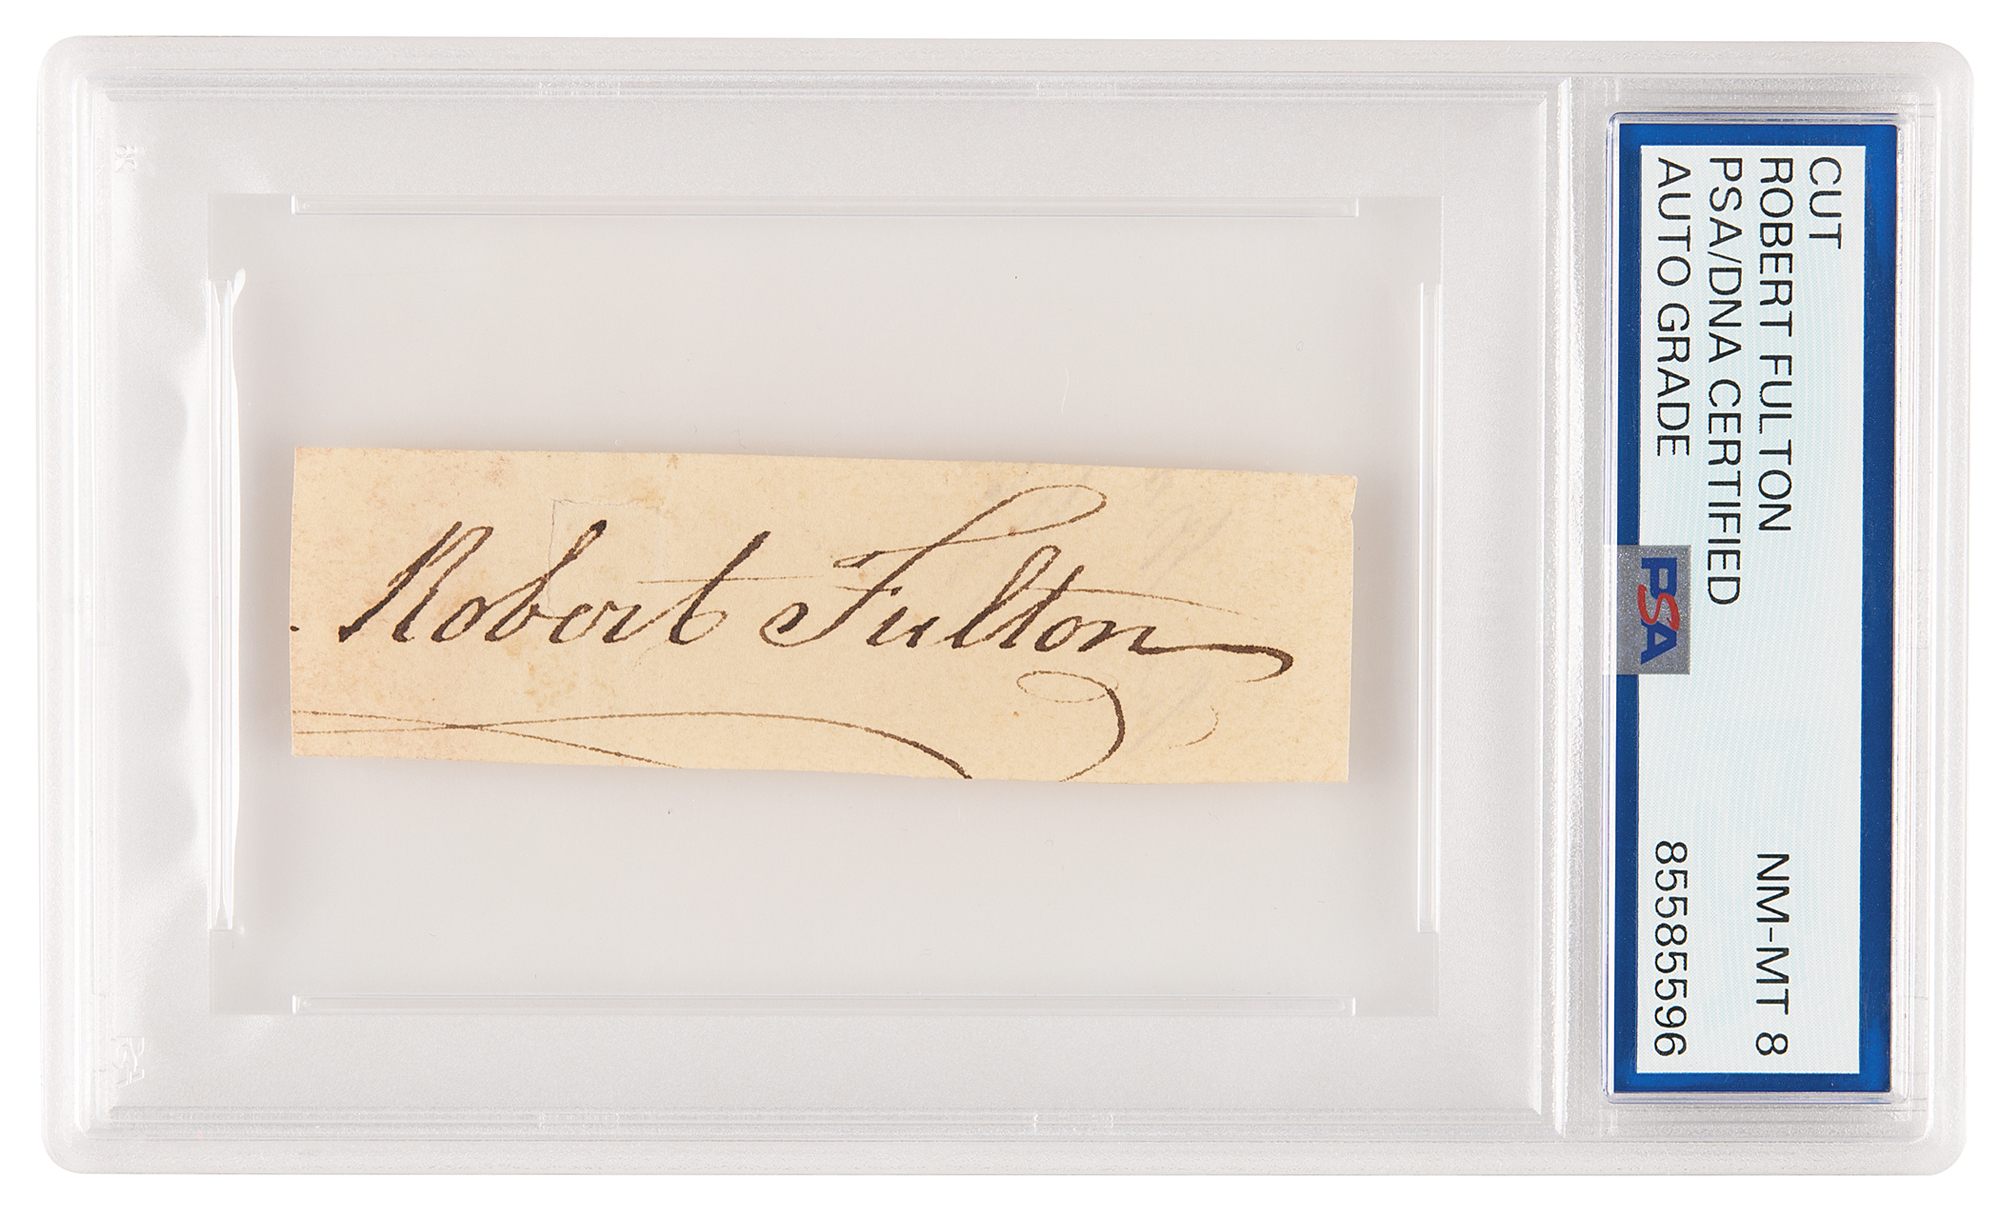 Robert Fulton
CUT
ROBERT FULTON NM-MT 8
PSA/DNA CERTIFIED
AUTO GRADE 85585596
PSA